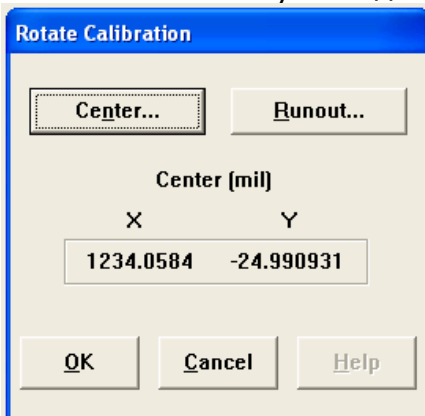 Rotate Calibration
Center... Runout...
Center (mil)
X Y
1234.0584 -24.990931
OK Cancel Help